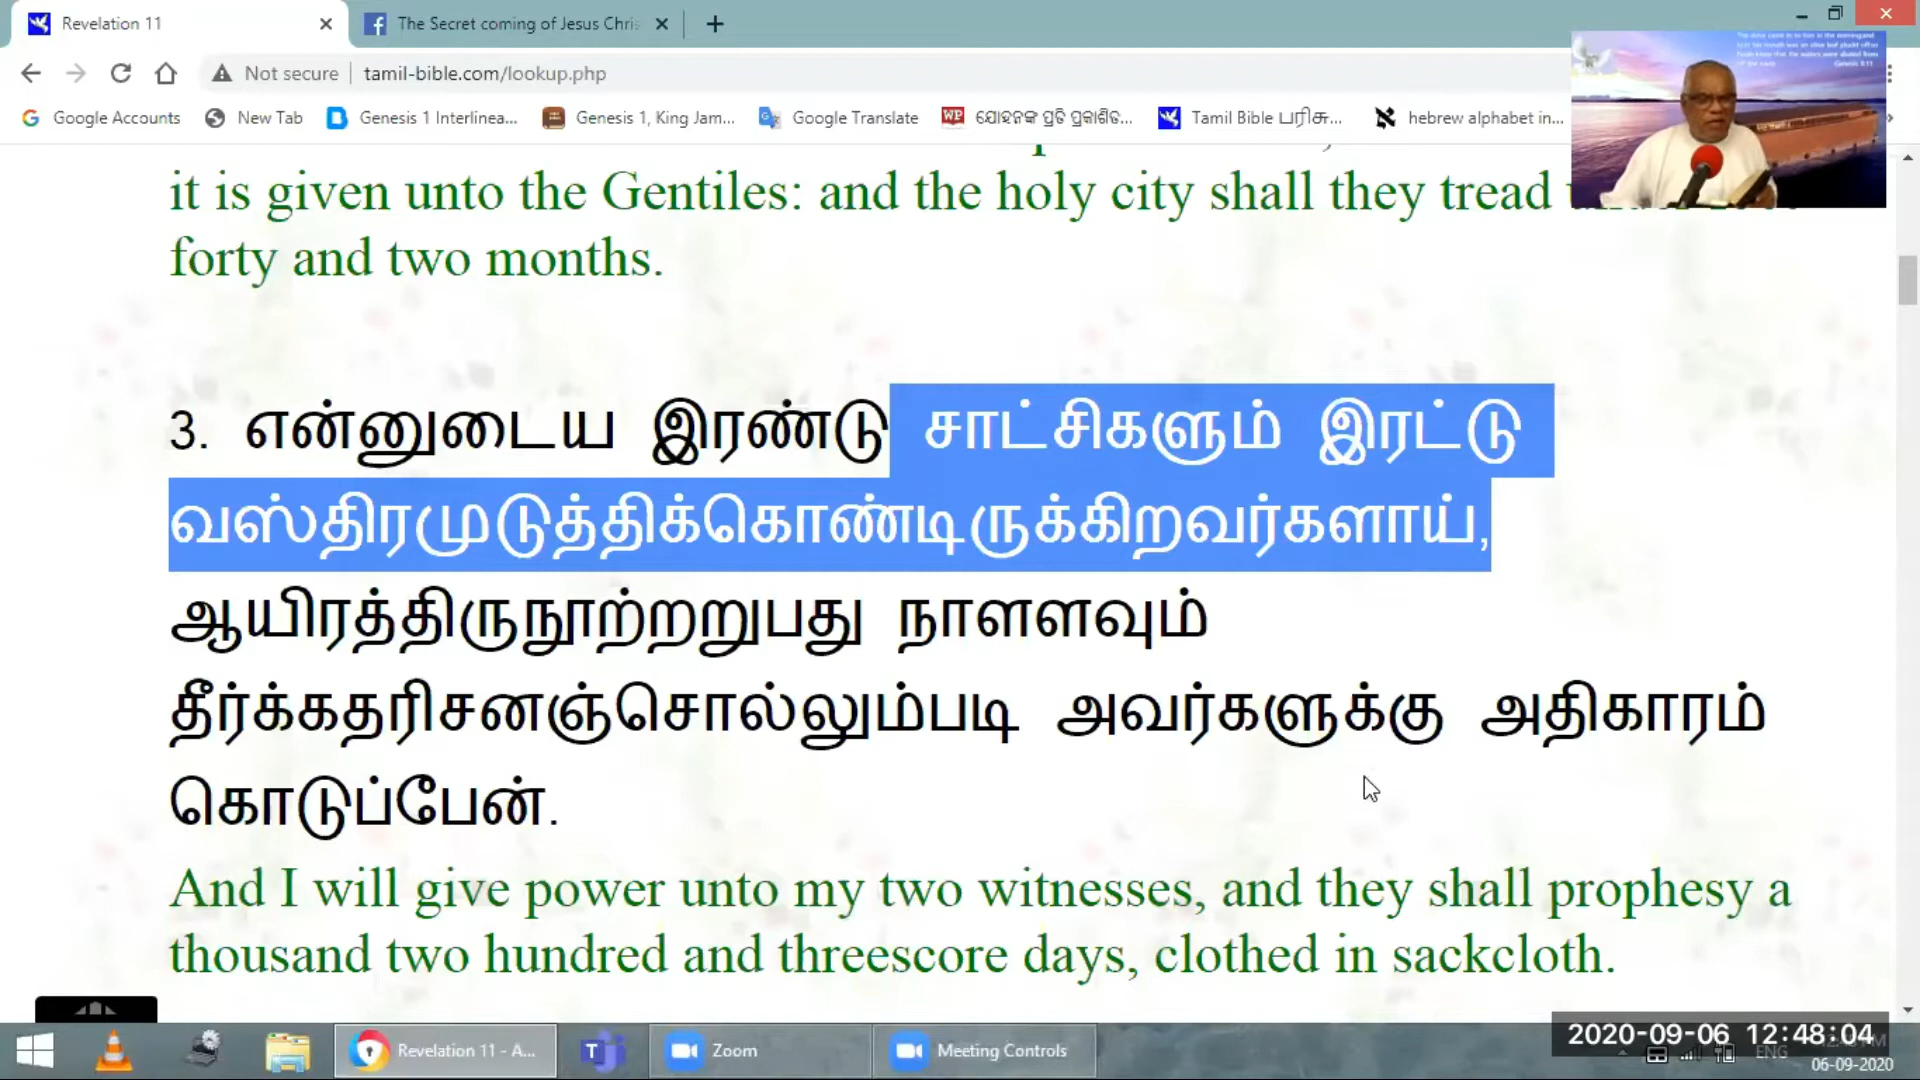 Revelation 11
The Secret coming of Jesus Chris
Not secure
tamil-bible.com/lookup.php
Google Accounts
New Tab
Genesis 1 Interlinea...
Genesis 1, King Jam...
Google Translate
ଯୋହନଙ୍କ ପ୍ରତି ପ୍ରକାଶିତ...
Tamil Bible பரிசு...
hebrew alphabet in...
it is given unto the Gentiles: and the holy city shall they tread
forty and two months.
3. என்னுடைய இரண்டு சாட்சிகளும் இரட்டு
வஸ்திரமுடுத்திக்கொண்டிருக்கிறவர்களாய்,
ஆயிரத்திருநூற்றறுபது நாளளவும்
தீர்க்கதரிசனஞ்சொல்லும்படி அவர்களுக்கு அதிகாரம்
கொடுப்பேன்.
And I will give power unto my two witnesses, and they shall prophesy a
thousand two hundred and threescore days, clothed in sackcloth.
Revelation 11 - A...
Zoom
Meeting Controls
2020-09-06 12:48:04
ENG
06-09-2020